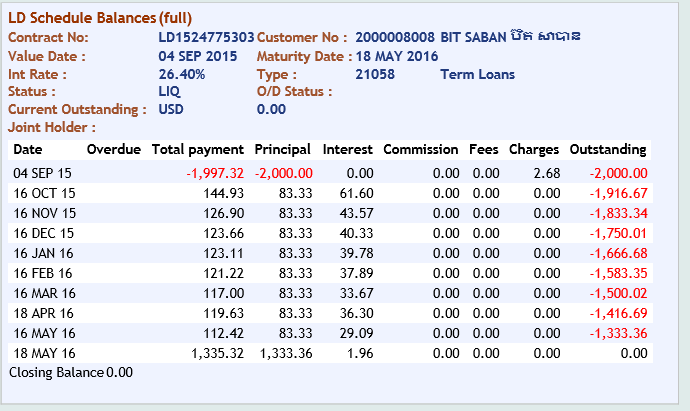 LD Schedule Balances (full)
Contract No: LD1524775303 Customer No : 2000008008 BIT SABAN ប៊ិត សាបាន
Value Date : 04 SEP 2015 Maturity Date : 18 MAY 2016
Int Rate : 26.40% Type : 21058 Term Loans
Status : LIQ O/D Status :
Current Outstanding : USD 0.00
Joint Holder :
Date Overdue Total payment Principal Interest Commission Fees Charges Outstanding
04 SEP 15 -1,997.32 -2,000.00 0.00 0.00 0.00 2.68 -2,000.00
16 OCT 15 144.93 83.33 61.60 0.00 0.00 0.00 -1,916.67
16 NOV 15 126.90 83.33 43.57 0.00 0.00 0.00 -1,833.34
16 DEC 15 123.66 83.33 40.33 0.00 0.00 0.00 -1,750.01
16 JAN 16 123.11 83.33 39.78 0.00 0.00 0.00 -1,666.68
16 FEB 16 121.22 83.33 37.89 0.00 0.00 0.00 -1,583.35
16 MAR 16 117.00 83.33 33.67 0.00 0.00 0.00 -1,500.02
18 APR 16 119.63 83.33 36.30 0.00 0.00 0.00 -1,416.69
16 MAY 16 112.42 83.33 29.09 0.00 0.00 0.00 -1,333.36
18 MAY 16 1,335.32 1,333.36 1.96 0.00 0.00 0.00 0.00
Closing Balance 0.00